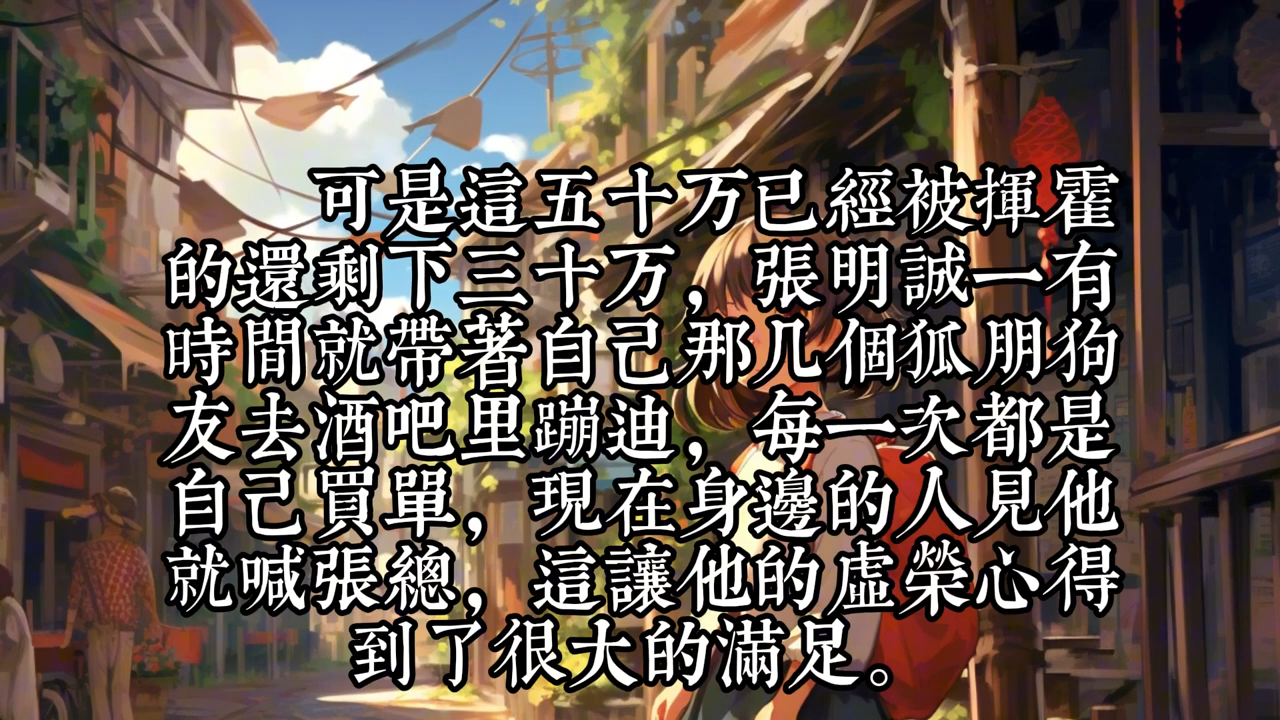 可是這五十万已經被揮霍
的還剩下三十万，張明誠一有
時間就帶著自己那几個狐朋狗
友去酒吧里蹦迪，每一次都是
自己買單，現在身邊的人見他
就喊張總，這讓他的虛榮心得
到了很大的滿足。